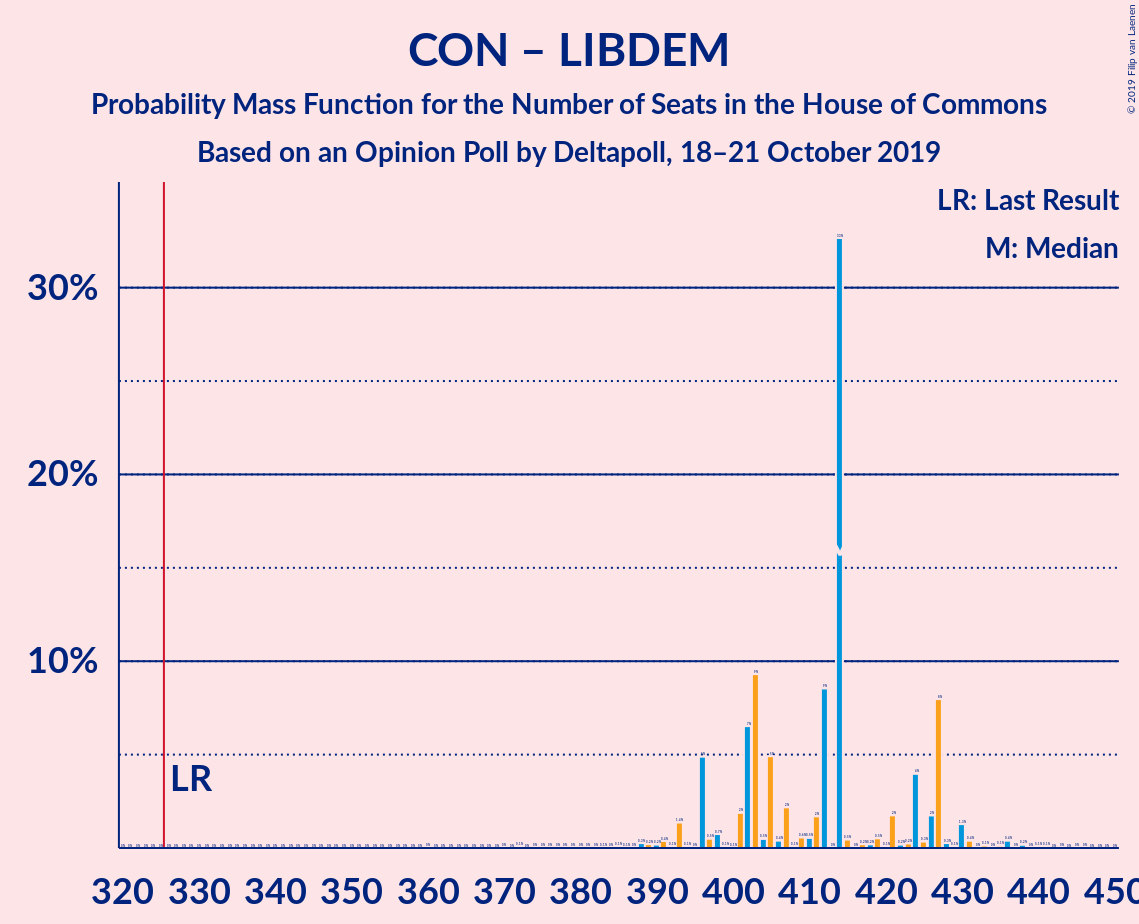 CON – LIBDEM
Probability Mass Function for the Number of Seats in the House of Commons
Based on an Opinion Poll by Deltapoll, 18–21 October 2019
© 2019 Filip van Laenen
LR: Last Result
M: Median
30%
20%
10%
LR
320 330 340 350 360 370 380 390 400 410 420 430 440 450